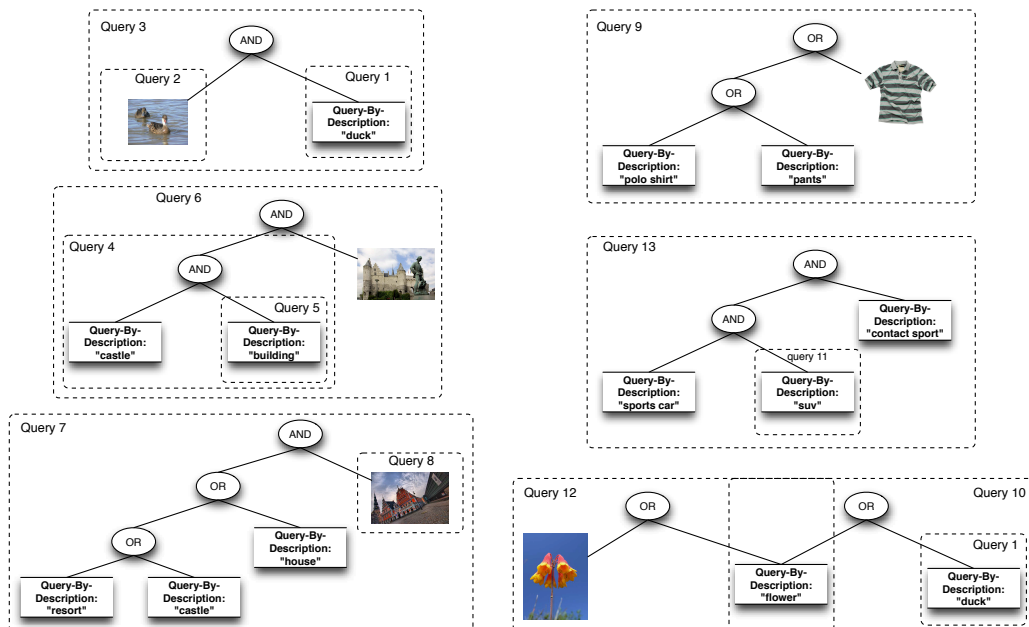 Query 3
AND
Query 2
Query 1
Query-By-
Description:
"duck"
Query 6
AND
Query 4
AND
Query 5
Query-By-
Description:
"castle"
Query-By-
Description:
"building"
Query 7
AND
Query 8
OR
OR
Query-By-
Description:
"house"
Query-By-
Description:
"resort"
Query-By-
Description:
"castle"
Query 9
OR
OR
Query-By-
Description:
"polo shirt"
Query-By-
Description:
"pants"
Query 13
AND
AND
Query-By-
Description:
"contact sport"
query 11
Query-By-
Description:
"sports car"
Query-By-
Description:
"suv"
Query 12
OR
OR
Query 10
Query 1
Query-By-
Description:
"flower"
Query-By-
Description:
"duck"